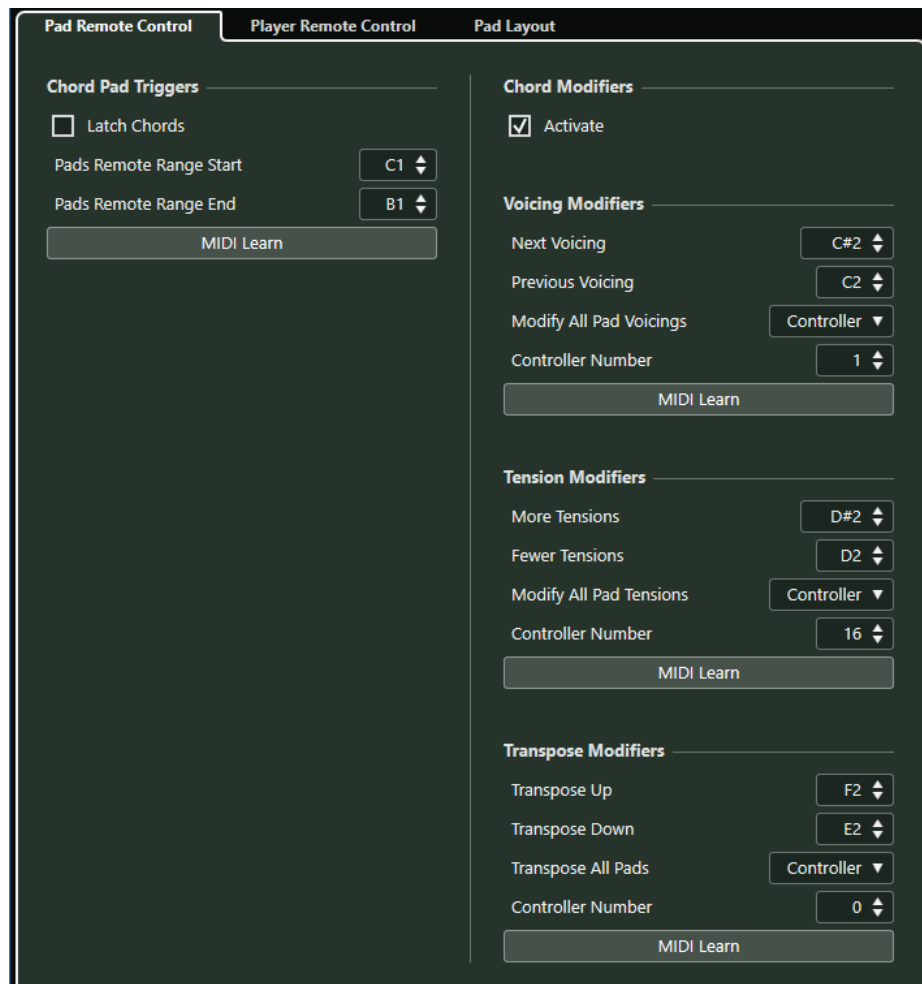 Pad Remote Control
Player Remote Control
Pad Layout
Chord Pad Triggers
Latch Chords
Pads Remote Range Start C1
Pads Remote Range End B1
MIDI Learn
Chord Modifiers
Activate
Voicing Modifiers
Next Voicing C#2
Previous Voicing C2
Modify All Pad Voicings Controller
Controller Number 1
MIDI Learn
Tension Modifiers
More Tensions D#2
Fewer Tensions D2
Modify All Pad Tensions Controller
Controller Number 16
MIDI Learn
Transpose Modifiers
Transpose Up F2
Transpose Down E2
Transpose All Pads Controller
Controller Number 0
MIDI Learn